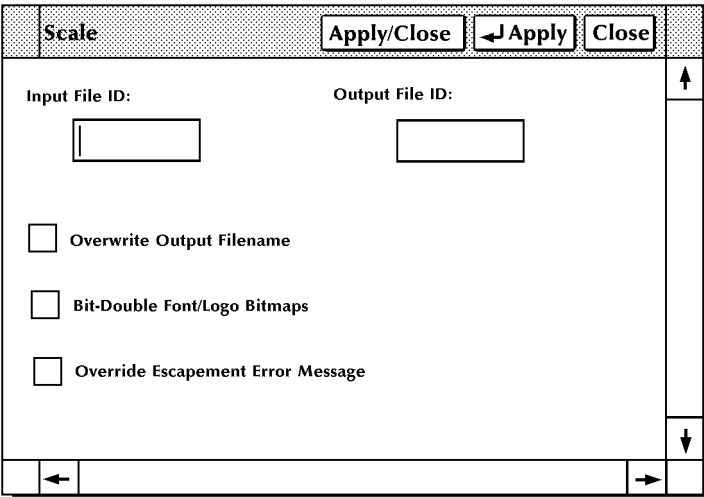 Scale Apply/Close Apply Close
Input File ID: Output File ID:
Overwrite Output Filename
Bit-Double Font/Logo Bitmaps
Override Escapement Error Message